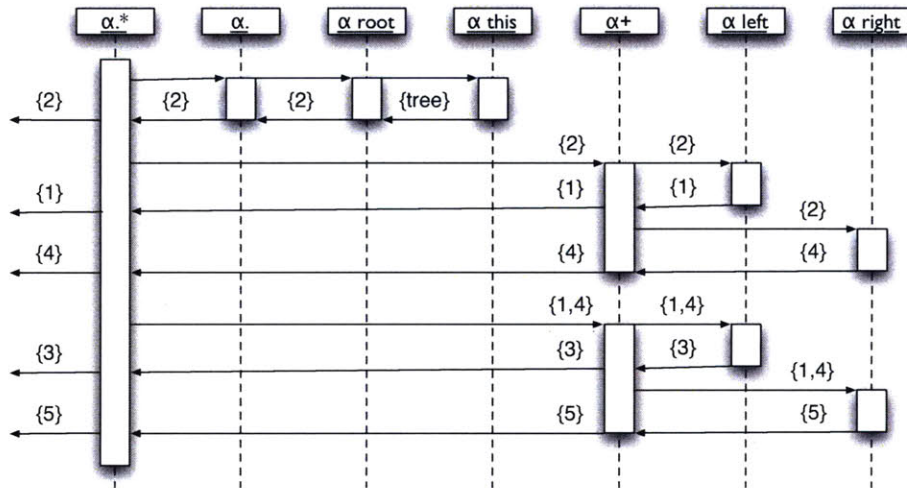 α.* α. α root α this α+ α left α right
{2} {2} {2} {tree}
{2} {2}
{1} {1} {1}
{2}
{4} {4} {4}
{1,4} {1,4}
{3} {3} {3}
{1,4}
{5} {5} {5}